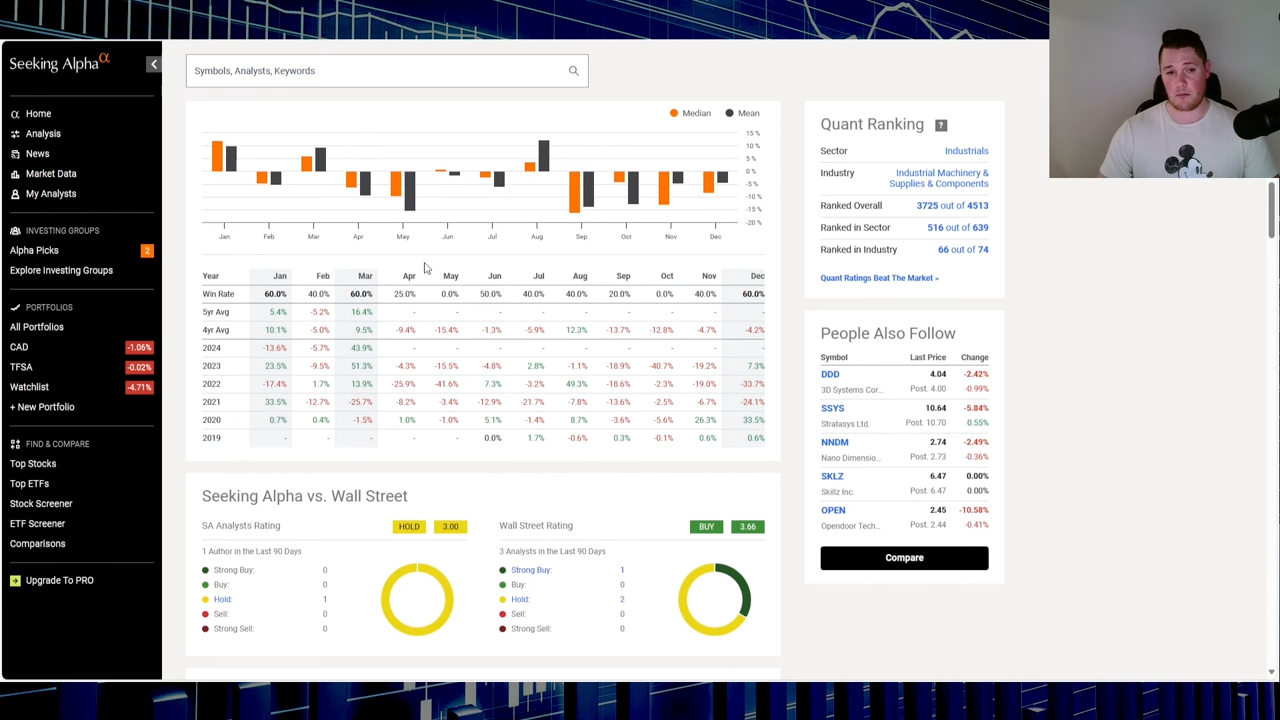 Seeking Alpha α
Home
Analysis
News
Market Data
My Analysts
INVESTING GROUPS
Alpha Picks 2
Explore Investing Groups
PORTFOLIOS
All Portfolios
CAD -1.06%
TFSA -0.02%
Watchlist -4.71%
+ New Portfolio
FIND & COMPARE
Top Stocks
Top ETFs
Stock Screener
ETF Screener
Comparisons
Upgrade To PRO
Symbols, Analysts, Keywords
Median Mean
15 %
10 %
5 %
0 %
-5 %
-10 %
-15 %
-20 %
Jan Feb Mar Apr May Jun Jul Aug Sep Oct Nov Dec
Year Jan Feb Mar Apr May Jun Jul Aug Sep Oct Nov Dec
Win Rate 60.0% 40.0% 60.0% 25.0% 0.0% 50.0% 40.0% 40.0% 20.0% 0.0% 40.0% 60.0%
5yr Avg 5.4% -5.2% 16.4% - - - - - - - - -
4yr Avg 10.1% -5.0% 9.5% -9.4% -15.4% -1.3% -5.9% 12.3% -13.7% -12.8% -4.7% -4.2%
2024 -13.6% -5.7% 43.9% - - - - - - - - -
2023 23.5% -9.5% 51.3% -4.3% -15.5% -4.8% 2.8% -1.1% -18.9% -40.7% -19.2% 7.3%
2022 -17.4% 1.7% 13.9% -25.9% -41.6% 7.3% -3.2% 49.3% -18.6% -2.3% -19.0% -33.7%
2021 33.5% -12.7% -25.7% -8.2% -3.4% -12.9% -21.7% -7.8% -13.6% -2.5% -6.7% -24.1%
2020 0.7% 0.4% -1.5% 1.0% -1.0% 5.1% -1.4% 8.7% -3.6% -5.6% 26.3% 33.5%
2019 - - - - - 0.0% 1.7% -0.6% 0.3% -0.1% 0.6% 0.6%
Seeking Alpha vs. Wall Street
SA Analysts Rating HOLD 3.00
1 Author in the Last 90 Days
Strong Buy: 0
Buy: 0
Hold: 1
Sell: 0
Strong Sell: 0
Wall Street Rating BUY 3.66
3 Analysts in the Last 90 Days
Strong Buy: 1
Buy: 0
Hold: 2
Sell: 0
Strong Sell: 0
Quant Ranking ?
Sector Industrials
Industry Industrial Machinery &
Supplies & Components
Ranked Overall 3725 out of 4513
Ranked in Sector 516 out of 639
Ranked in Industry 66 out of 74
Quant Ratings Beat The Market »
People Also Follow
Symbol Last Price Change
DDD 4.04 -2.42%
3D Systems Cor... Post. 4.00 -0.99%
SSYS 10.64 -5.84%
Stratasys Ltd. Post. 10.70 0.55%
NNDM 2.74 -2.49%
Nano Dimensio... Post. 2.73 -0.36%
SKLZ 6.47 0.00%
Skillz Inc. Post. 6.47 0.00%
OPEN 2.45 -10.58%
Opendoor Tech... Post. 2.44 -0.41%
Compare